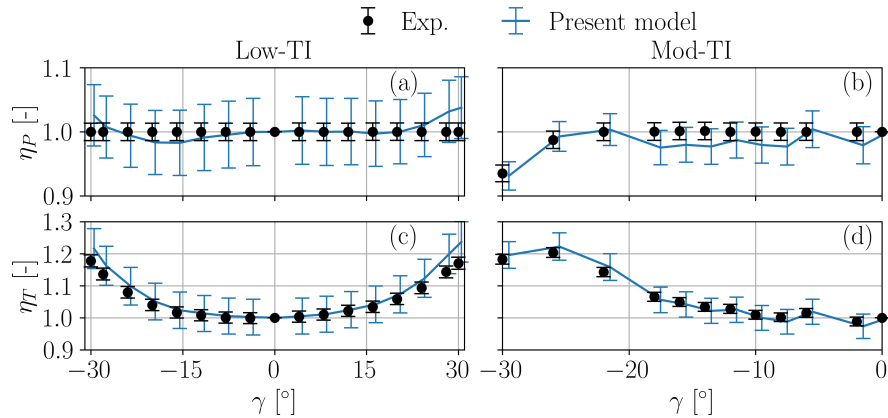 Exp. Present model
Low-TI Mod-TI
(a) (b)
1.1
1.0
0.9
η_P [-]
(c) (d)
1.3
1.2
1.1
1.0
0.9
η_T [-]
−30 −15 0 15 30 −30 −20 −10 0
γ [°] γ [°]